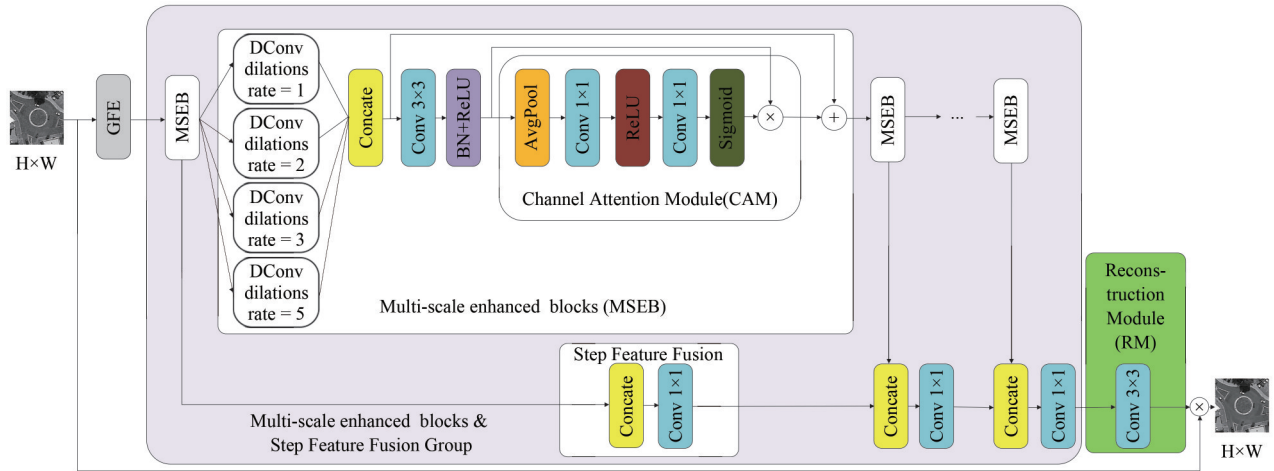 H×W
GFE
MSEB
DConv
dilations
rate = 1
DConv
dilations
rate = 2
DConv
dilations
rate = 3
DConv
dilations
rate = 5
Concate
Conv 3×3
BN+ReLU
AvgPool
Conv 1×1
ReLU
Conv 1×1
Sigmoid
×
+
Channel Attention Module(CAM)
Multi-scale enhanced blocks (MSEB)
MSEB
...
MSEB
Step Feature Fusion
Concate
Conv 1×1
Concate
Conv 1×1
Concate
Conv 1×1
Multi-scale enhanced blocks &
Step Feature Fusion Group
Recons-
truction
Module
(RM)
Conv 3×3
×
H×W